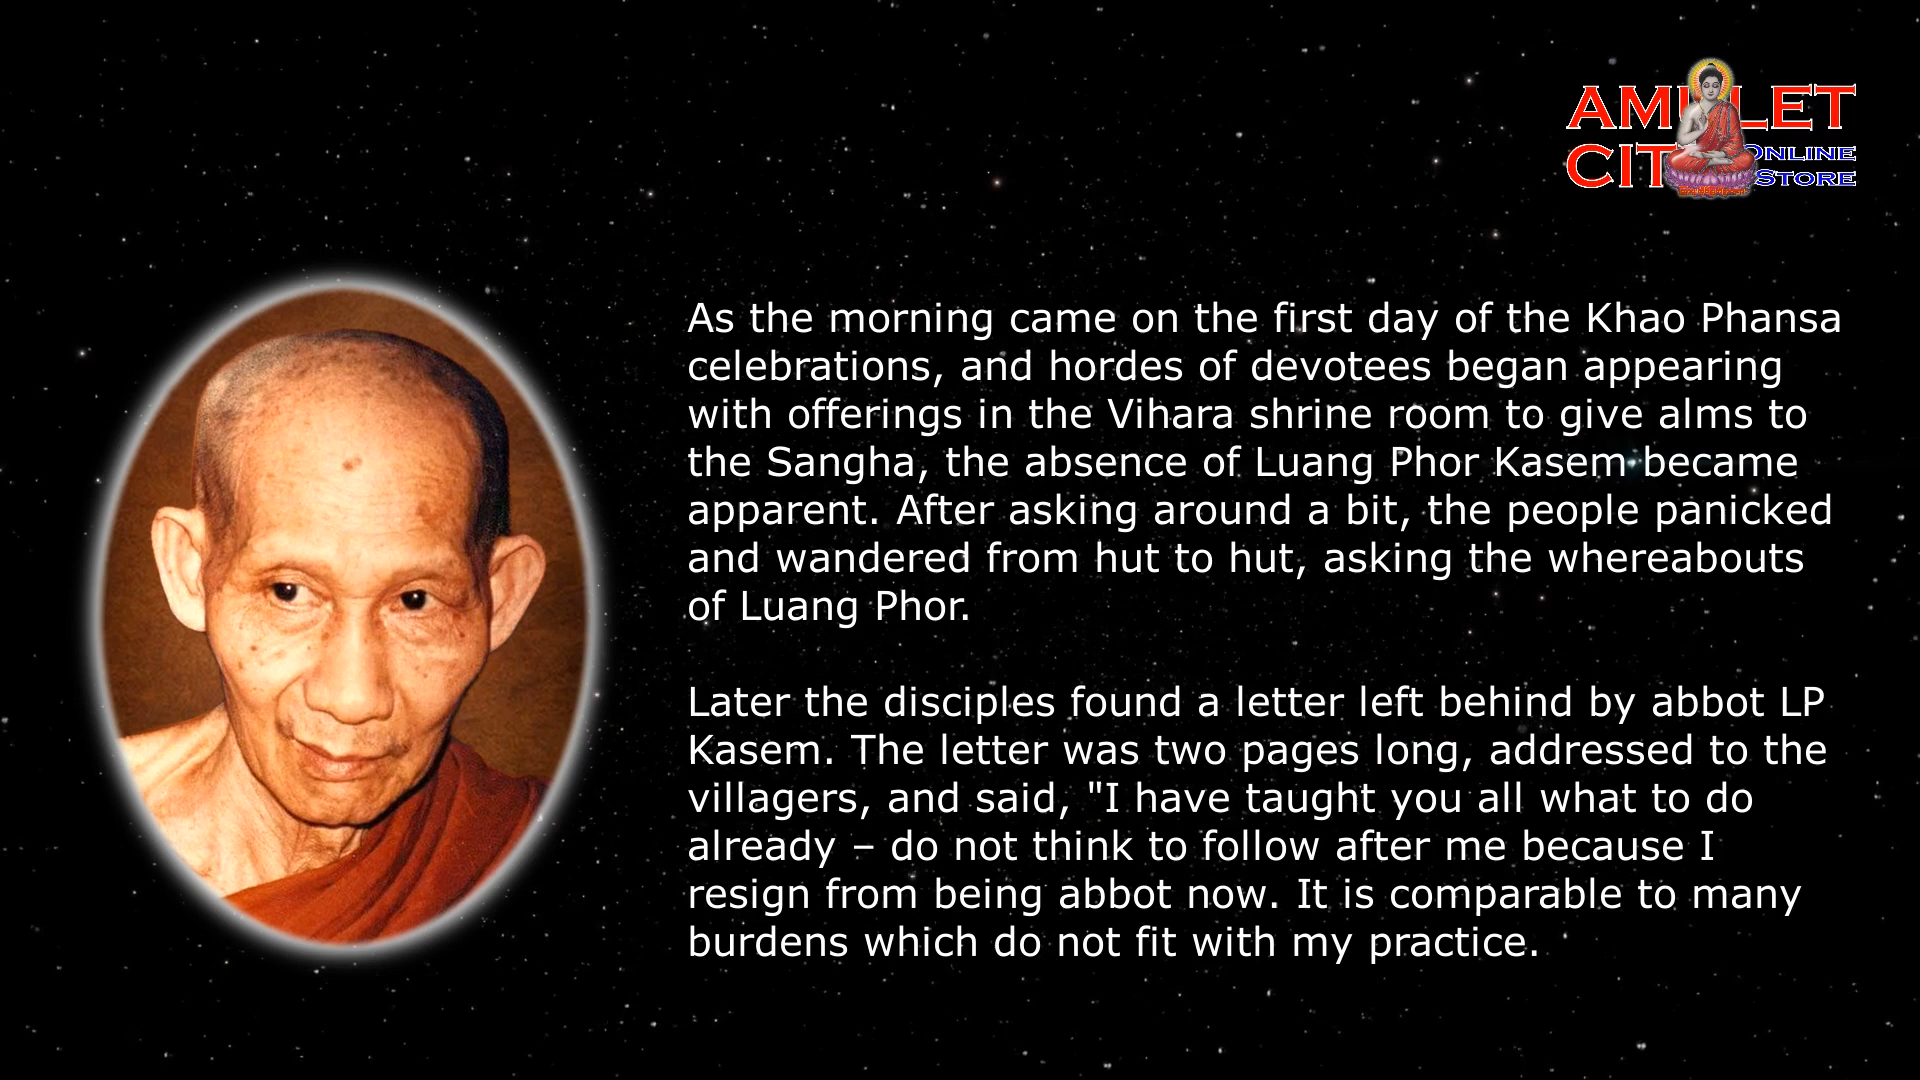 AMULET
CITY ONLINE
STORE
As the morning came on the first day of the Khao Phansa
celebrations, and hordes of devotees began appearing
with offerings in the Vihara shrine room to give alms to
the Sangha, the absence of Luang Phor Kasem became
apparent. After asking around a bit, the people panicked
and wandered from hut to hut, asking the whereabouts
of Luang Phor.
Later the disciples found a letter left behind by abbot LP
Kasem. The letter was two pages long, addressed to the
villagers, and said, "I have taught you all what to do
already – do not think to follow after me because I
resign from being abbot now. It is comparable to many
burdens which do not fit with my practice.